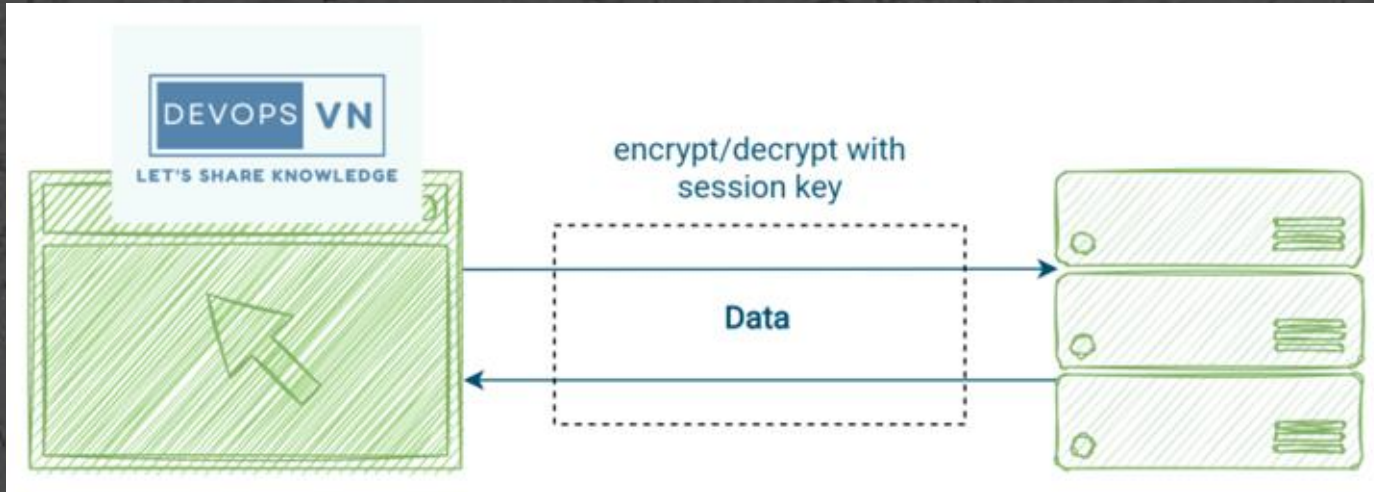 DEVOPS VN
LET'S SHARE KNOWLEDGE
encrypt/decrypt with
session key
Data